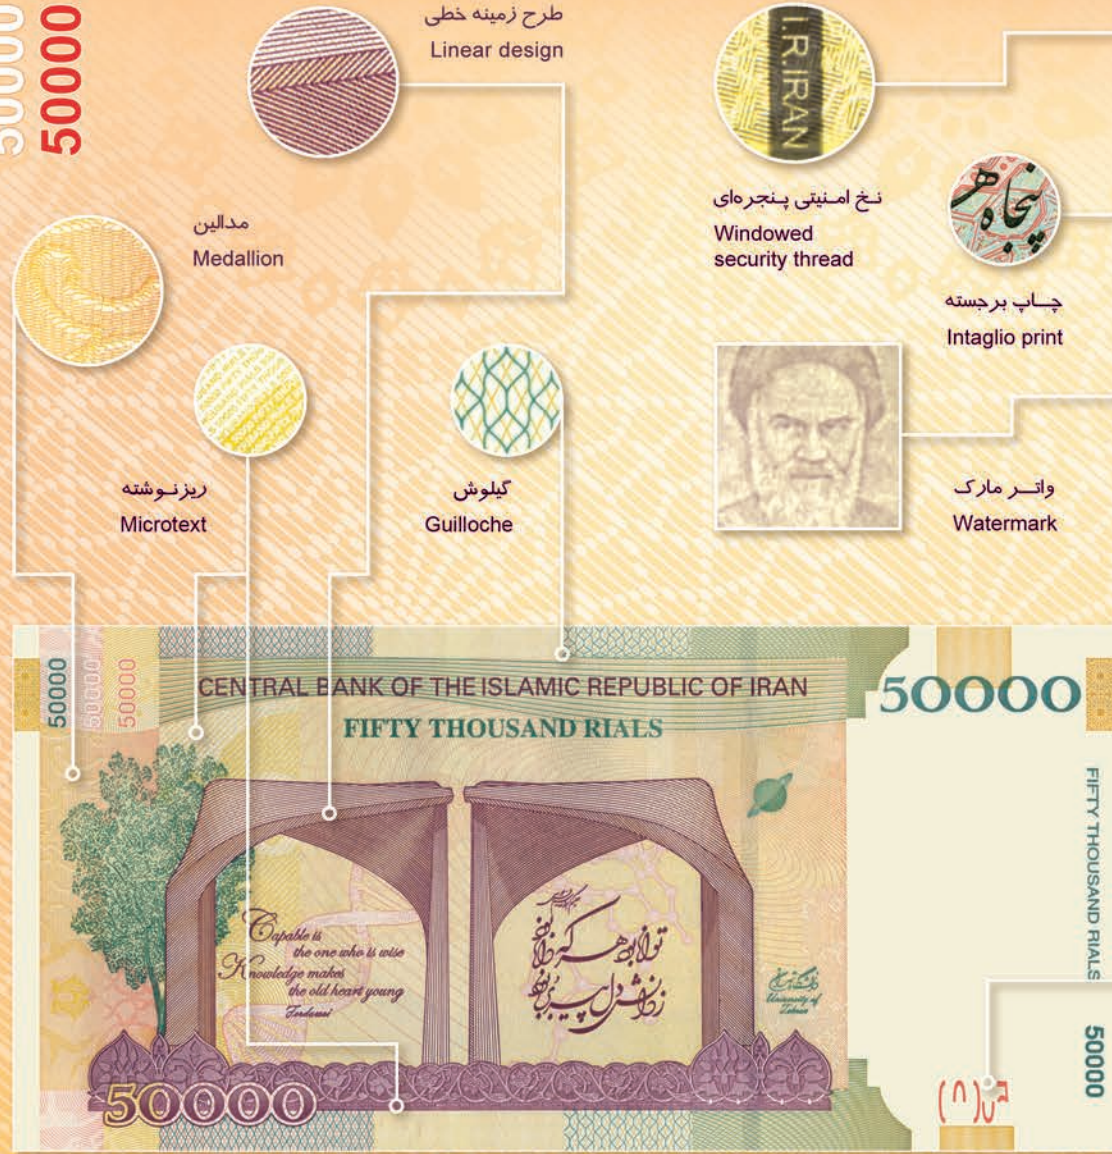 50000
50000
طرح زمینه خطی
Linear design
I.R.IRAN
مدالین
Medallion
نخ امنیتی پنجره‌ای
Windowed
security thread
پنجاه
چاپ برجسته
Intaglio print
ریزنوشته
Microtext
گیلوش
Guilloche
واتر مارک
Watermark
50000
50000
50000
CENTRAL BANK OF THE ISLAMIC REPUBLIC OF IRAN
FIFTY THOUSAND RIALS
50000
FIFTY THOUSAND RIALS
50000
Capable is
the one who is wise
Knowledge makes
the old heart young
Ferdowsi
توانا بود هر که دانا بود
ز دانش دل پیر برنا بود
دانشگاه تهران
University of
Tehran
50000